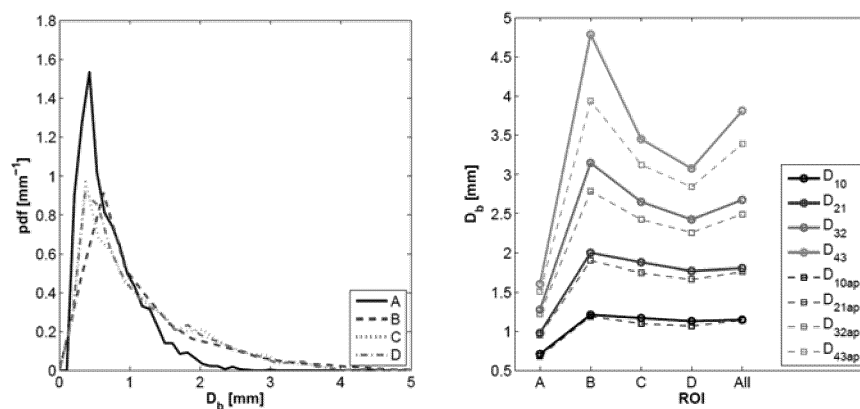 1.8
1.6
1.4
1.2
1
0.8
0.6
0.4
0.2
0
pdf [mm⁻¹]
0 1 2 3 4 5
D_b [mm]
A
B
C
D
5
4.5
4
3.5
3
2.5
2
1.5
1
0.5
D_b [mm]
A B C D All
ROI
D₁₀
D₂₁
D₃₂
D₄₃
D₁₀ap
D₂₁ap
D₃₂ap
D₄₃ap